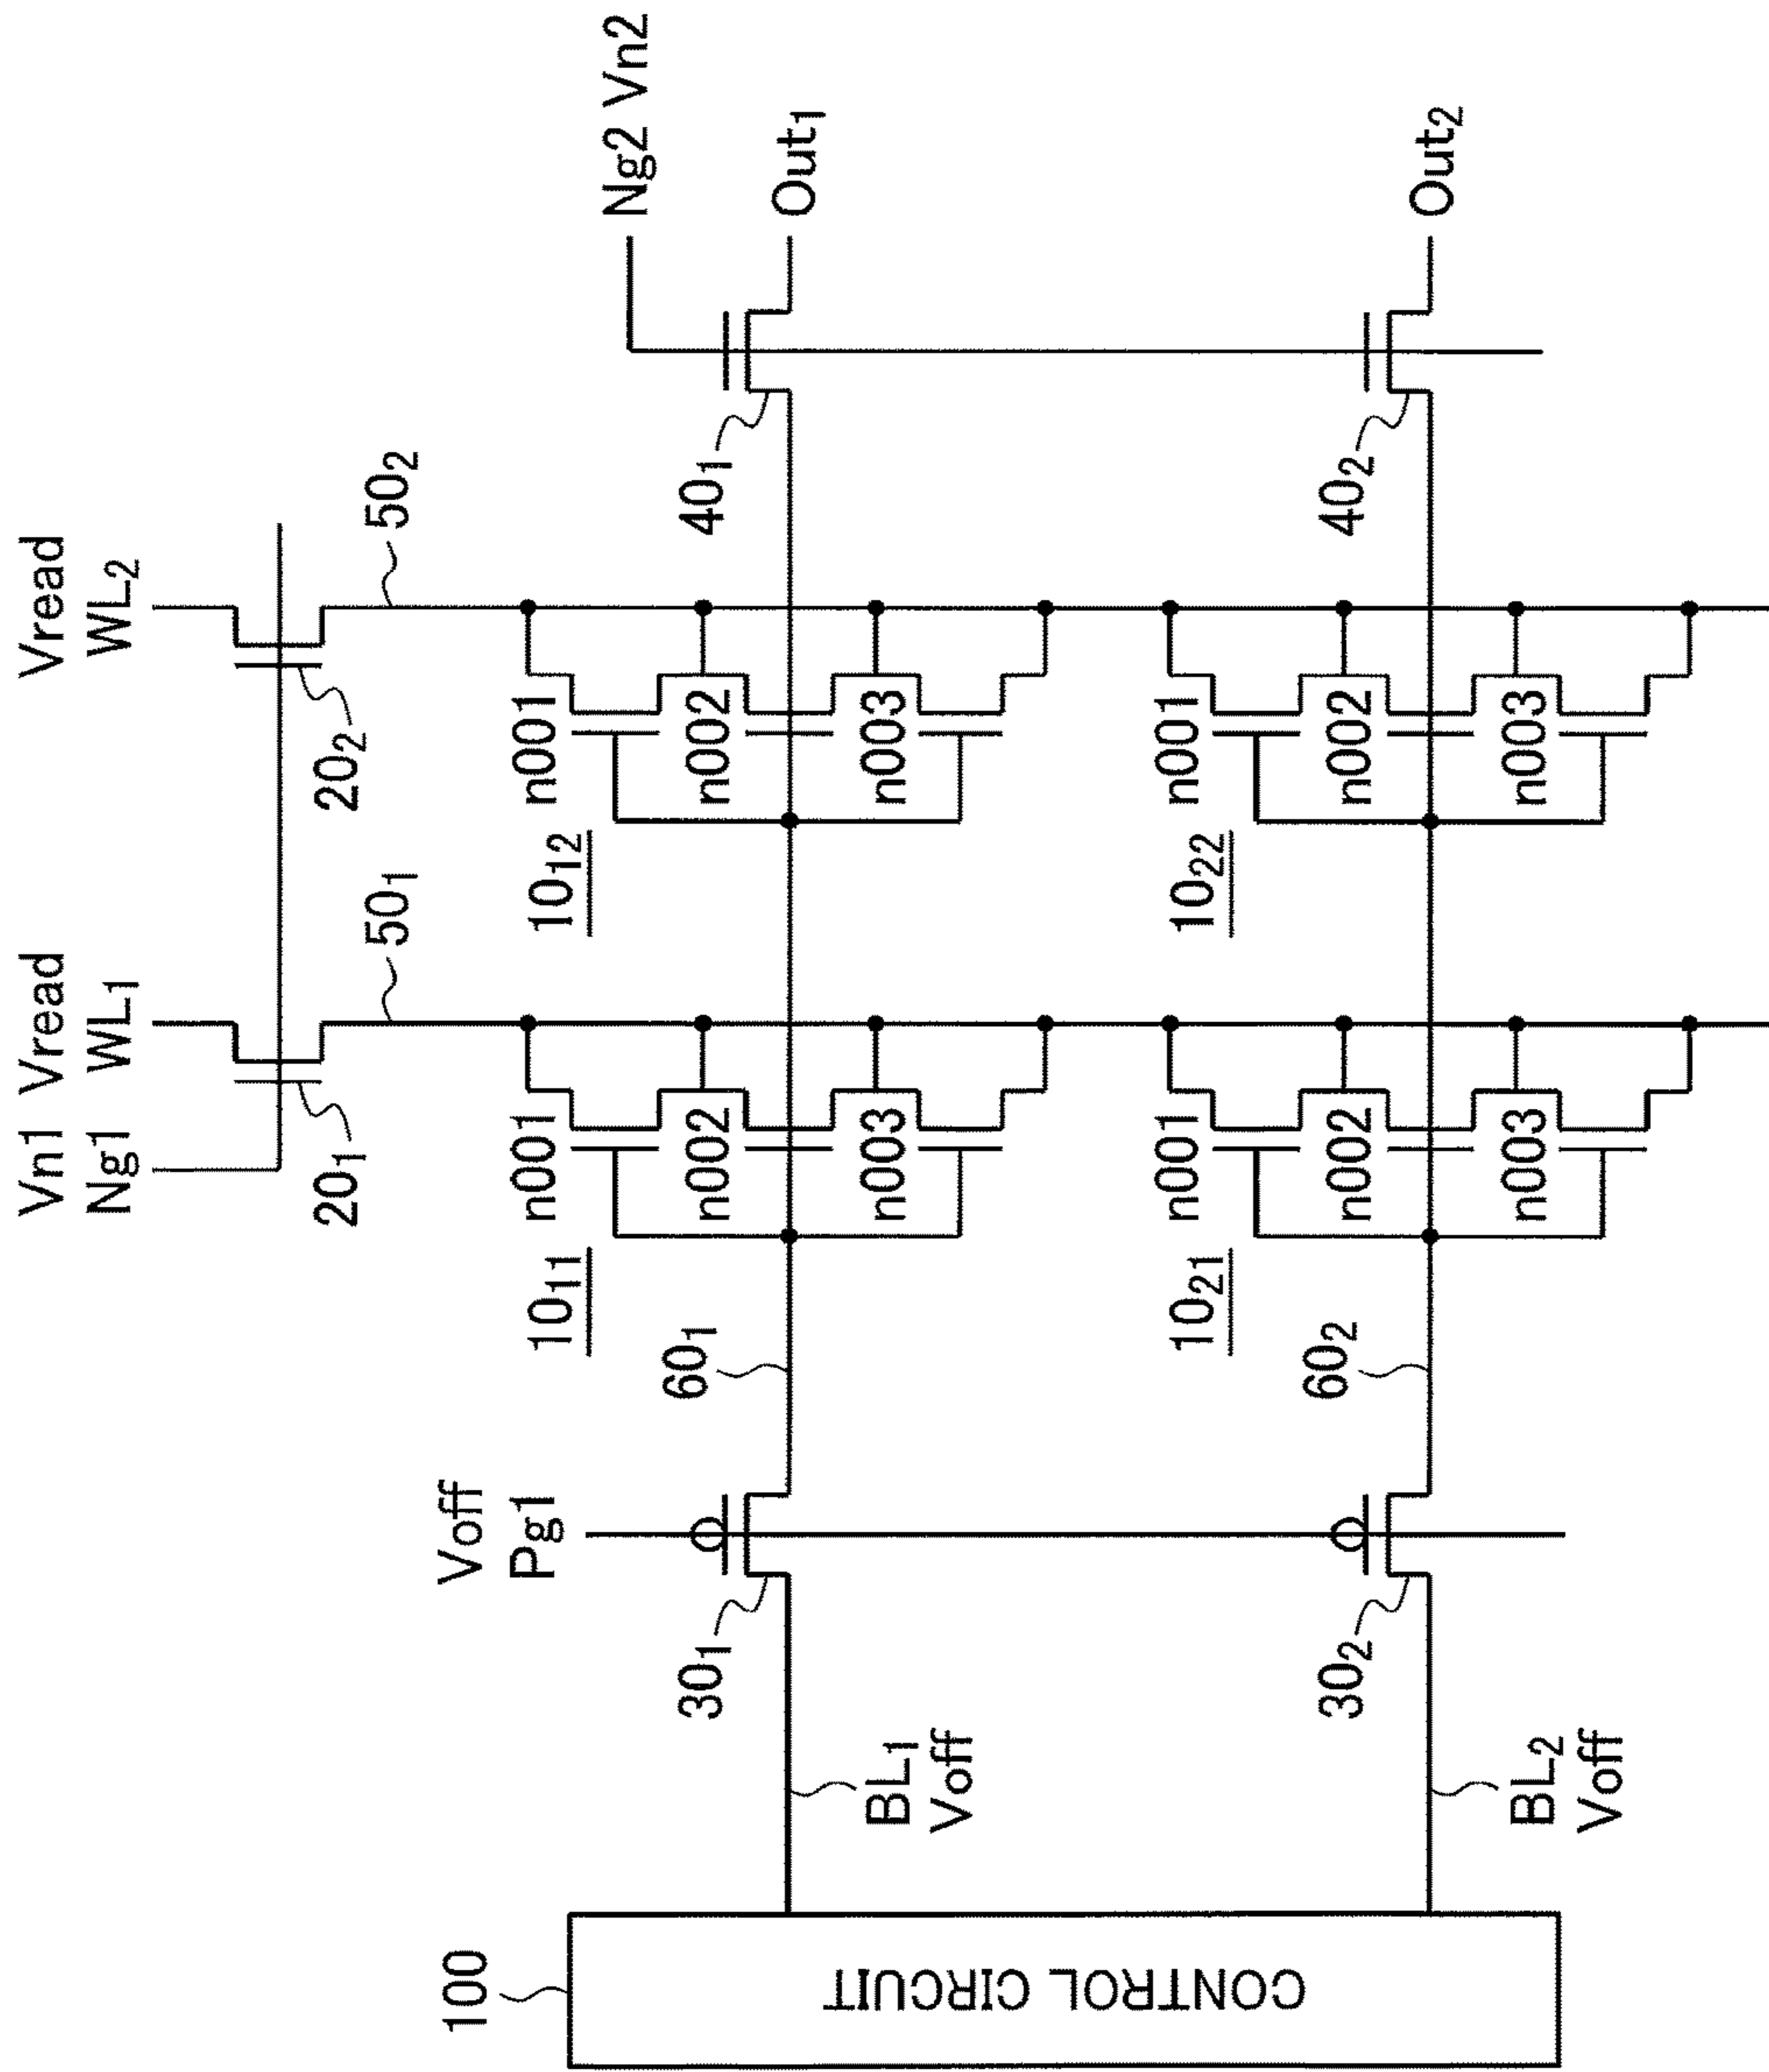 Vn1 Vread
Vread
Ng1 WL1
WL2
20₁
20₂
50₁
50₂
Voff
Pg1
Ng2 Vn2
100
10₁₁
n001
n002
n003
10₁₂
n001
n002
n003
30₁
60₁
40₁
Out₁
BL₁
Voff
CONTROL CIRCUIT
10₂₁
n001
n002
n003
10₂₂
n001
n002
n003
30₂
60₂
40₂
Out₂
BL₂
Voff